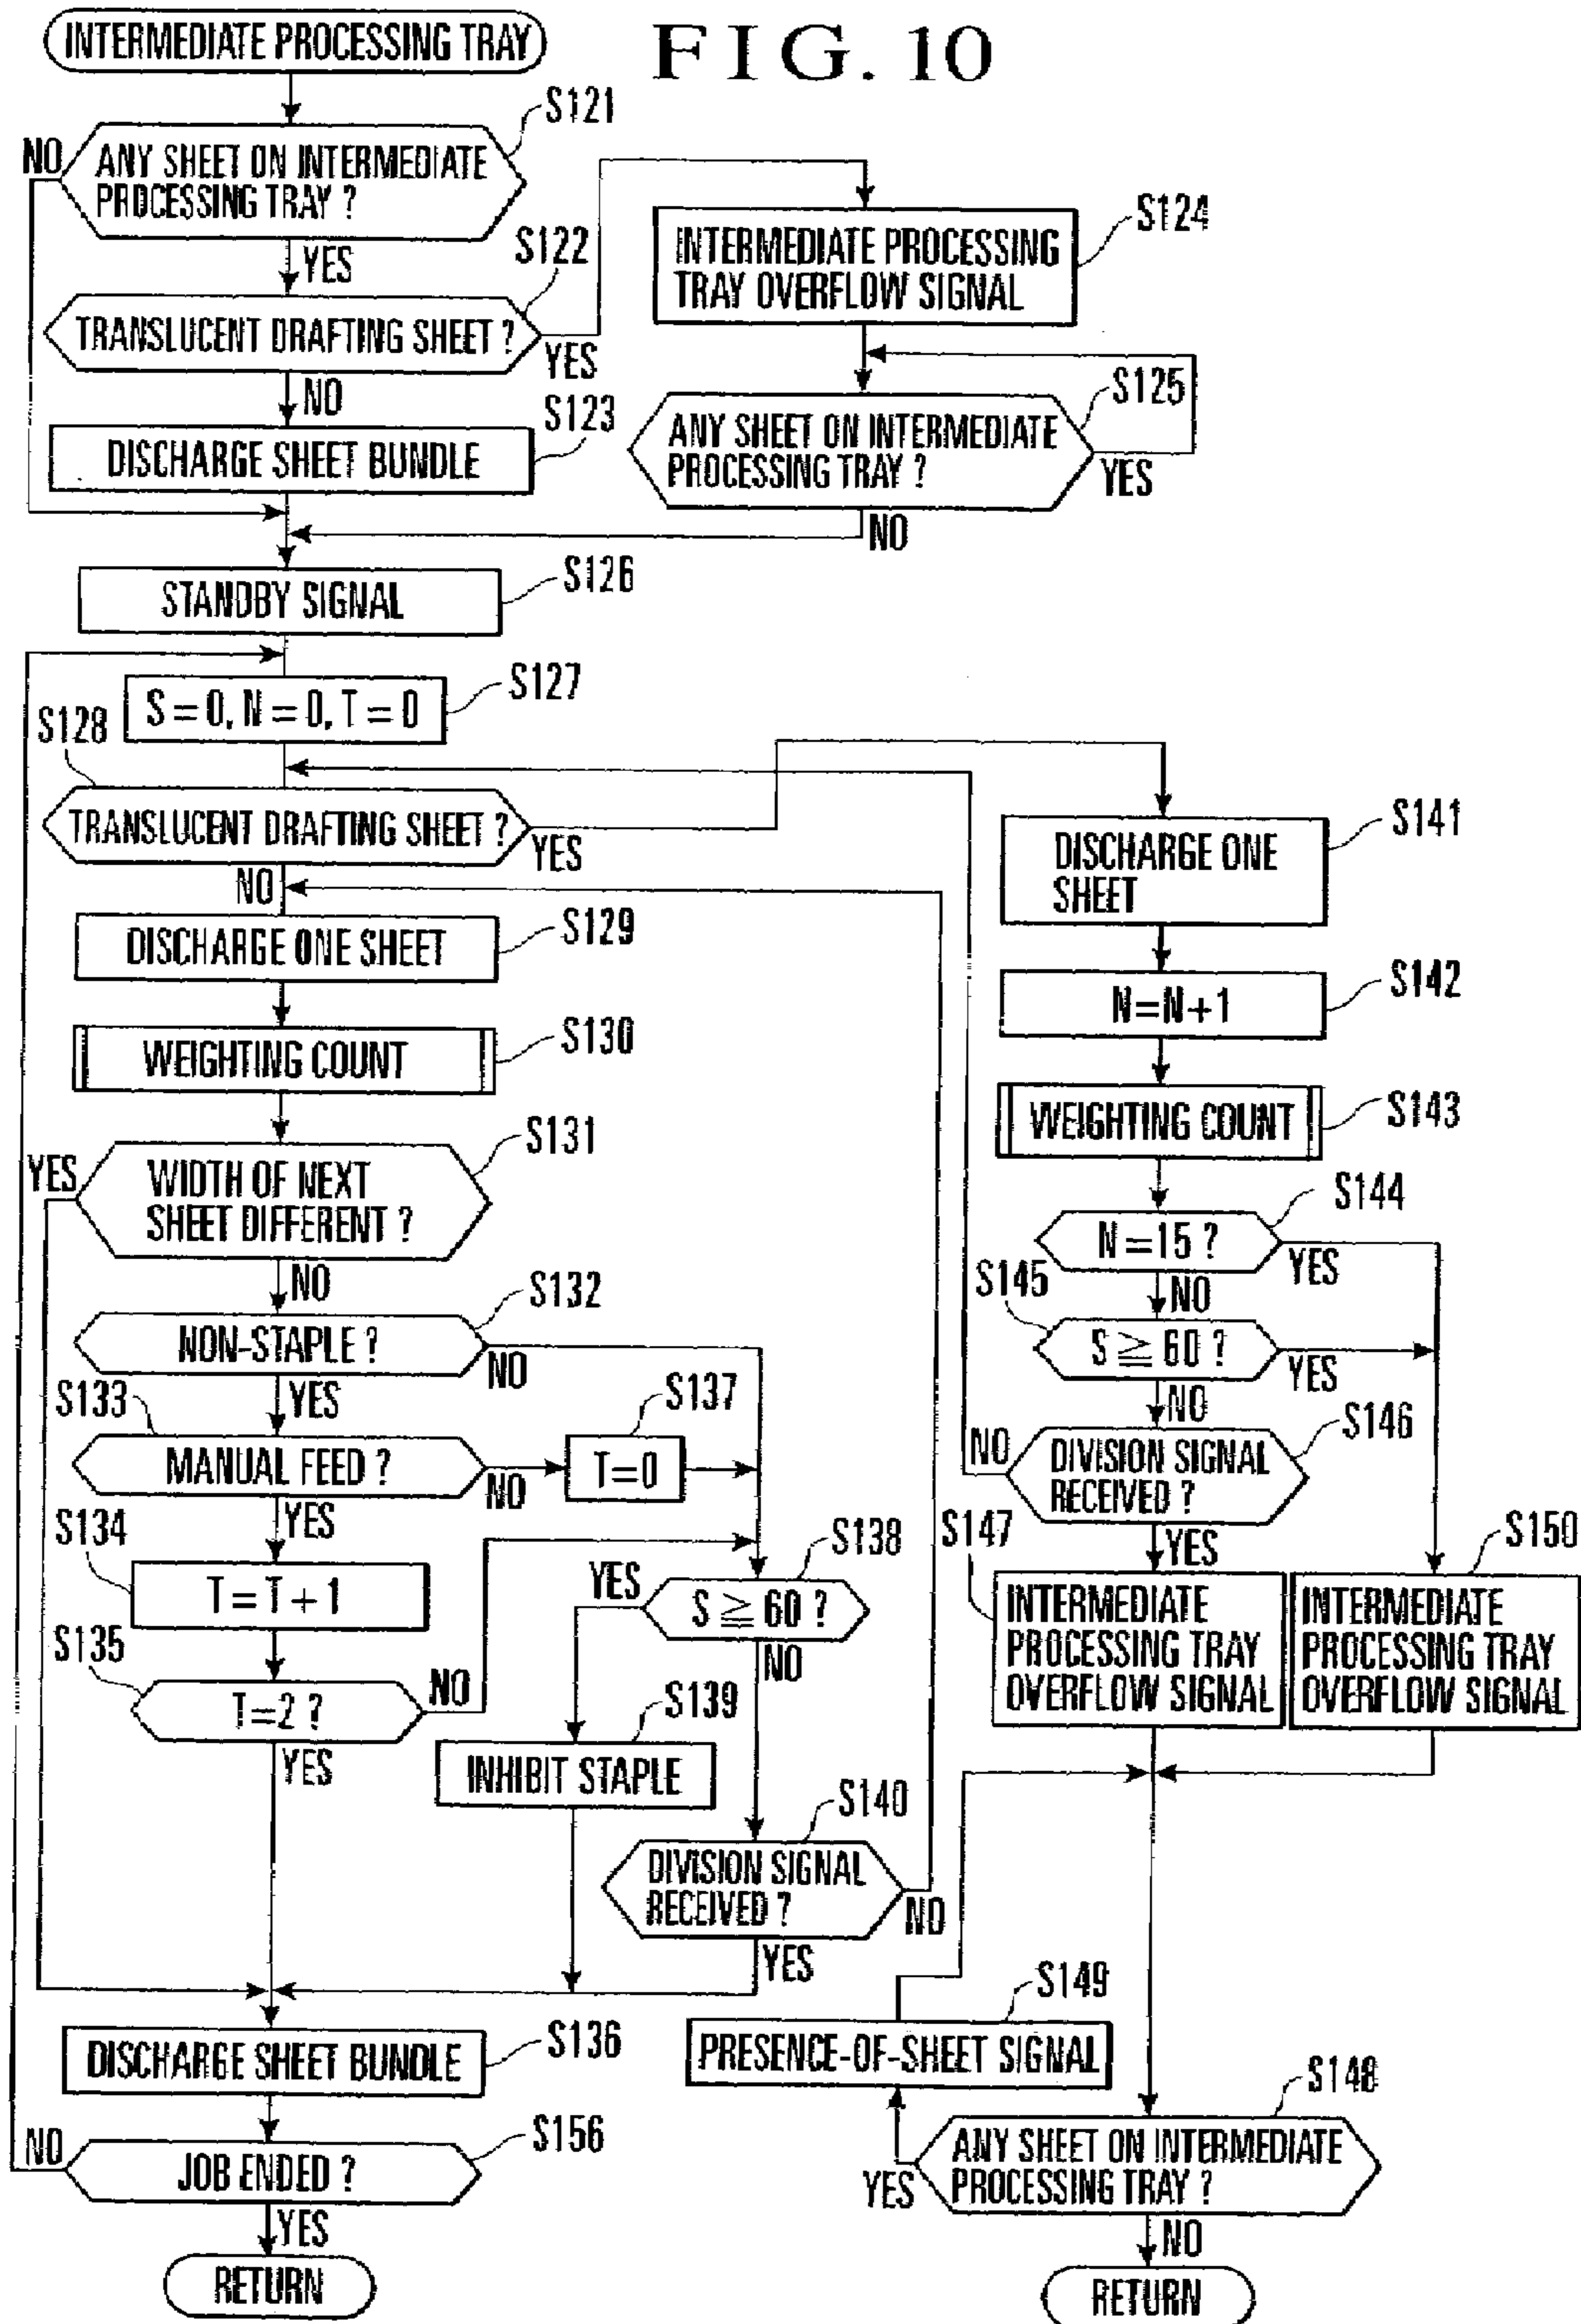 FIG. 10
INTERMEDIATE PROCESSING TRAY
S121
NO
ANY SHEET ON INTERMEDIATE
PROCESSING TRAY ?
YES
S122
TRANSLUCENT DRAFTING SHEET ?
YES
NO
S123
DISCHARGE SHEET BUNDLE
S124
INTERMEDIATE PROCESSING
TRAY OVERFLOW SIGNAL
S125
ANY SHEET ON INTERMEDIATE
PROCESSING TRAY ?
YES
NO
S126
STANDBY SIGNAL
S127
S = 0, N = 0, T = 0
S128
TRANSLUCENT DRAFTING SHEET ?
YES
NO
S129
DISCHARGE ONE SHEET
S130
WEIGHTING COUNT
S131
YES
WIDTH OF NEXT
SHEET DIFFERENT ?
NO
S132
NON-STAPLE ?
NO
YES
S133
MANUAL FEED ?
NO
S137
T=0
YES
S134
T = T + 1
S135
T=2 ?
NO
YES
S138
YES
S ≧ 60 ?
NO
S139
INHIBIT STAPLE
S140
DIVISION SIGNAL
RECEIVED ?
NO
YES
S136
DISCHARGE SHEET BUNDLE
S156
NO
JOB ENDED ?
YES
RETURN
S141
DISCHARGE ONE
SHEET
S142
N=N+1
S143
WEIGHTING COUNT
S144
N=15 ?
YES
NO
S145
S ≧ 60 ?
YES
NO
S146
NO
DIVISION SIGNAL
RECEIVED ?
YES
S147
INTERMEDIATE
PROCESSING TRAY
OVERFLOW SIGNAL
S150
INTERMEDIATE
PROCESSING TRAY
OVERFLOW SIGNAL
S149
PRESENCE-OF-SHEET SIGNAL
S148
YES
ANY SHEET ON INTERMEDIATE
PROCESSING TRAY ?
NO
RETURN